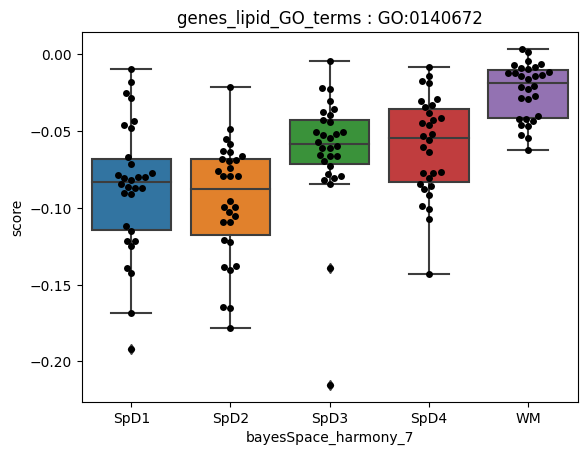 genes_lipid_GO_terms : GO:0140672
0.00
−0.05
−0.10
−0.15
−0.20
score
SpD1 SpD2 SpD3 SpD4 WM
bayesSpace_harmony_7